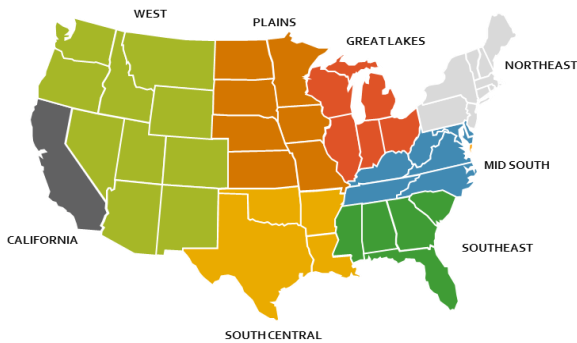 WEST
PLAINS
GREAT LAKES
NORTHEAST
MID SOUTH
CALIFORNIA
SOUTHEAST
SOUTH CENTRAL